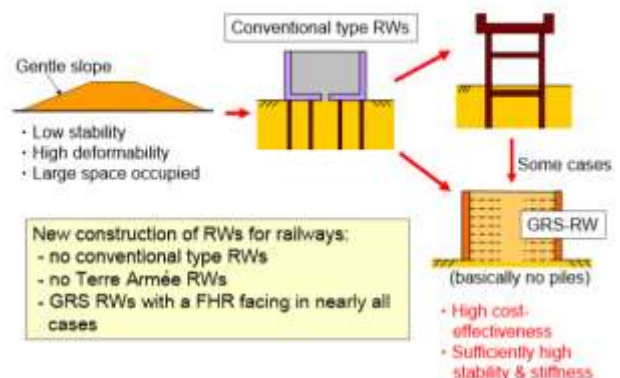 Conventional type RWs
Gentle slope
· Low stability
· High deformability
· Large space occupied
Some cases
GRS-RW
(basically no piles)
New construction of RWs for railways:
- no conventional type RWs
- no Terre Armée RWs
- GRS RWs with a FHR facing in nearly all
cases
· High cost-
effectiveness
· Sufficiently high
stability & stiffness